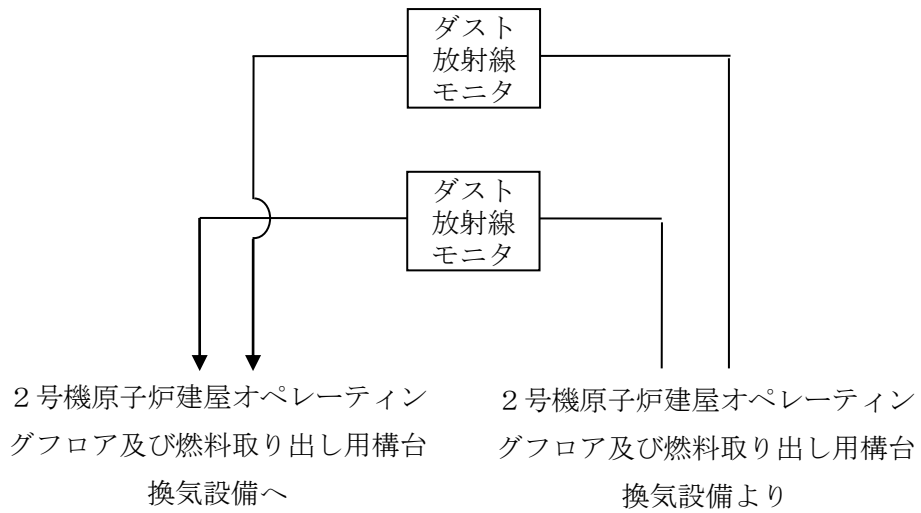 ダスト
放射線
モニタ
ダスト
放射線
モニタ
２号機原子炉建屋オペレーティン
グフロア及び燃料取り出し用構台
換気設備へ
２号機原子炉建屋オペレーティン
グフロア及び燃料取り出し用構台
換気設備より